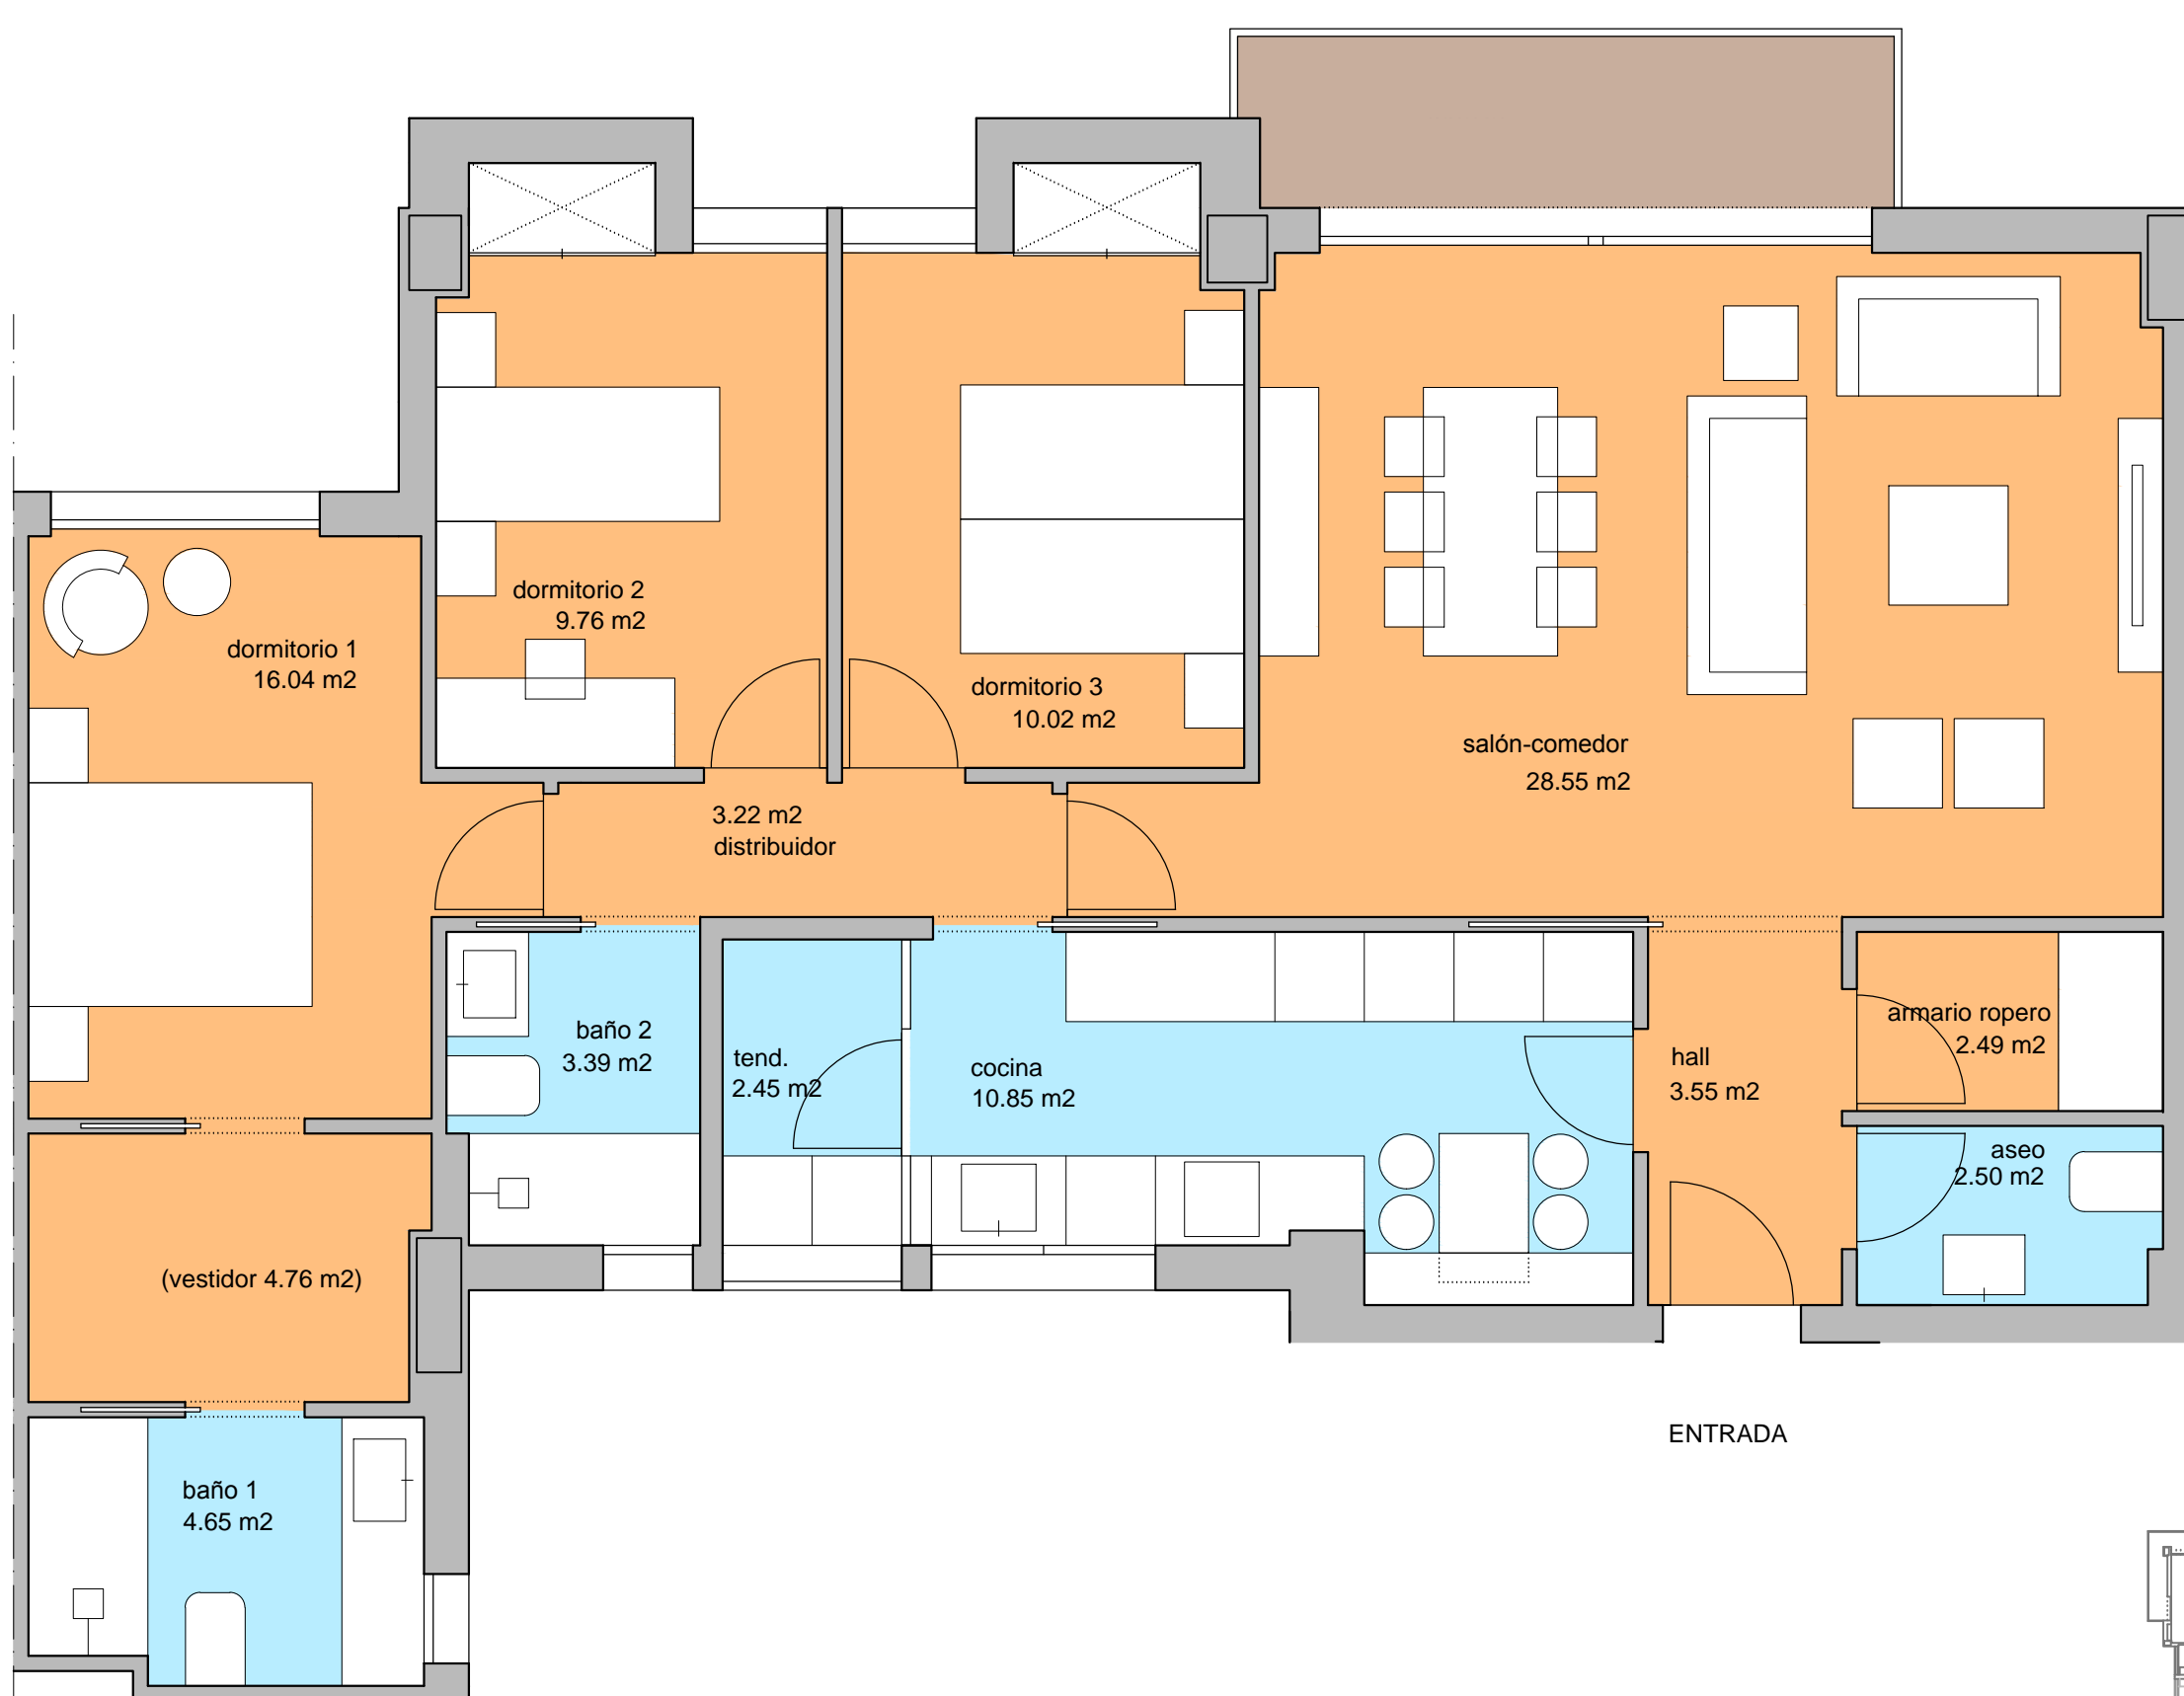 dormitorio 2
9.76 m2
dormitorio 1
16.04 m2
dormitorio 3
10.02 m2
salón-comedor
28.55 m2
3.22 m2
distribuidor
baño 2
3.39 m2
tend.
2.45 m2
cocina
10.85 m2
hall
3.55 m2
armario ropero
2.49 m2
aseo
2.50 m2
(vestidor 4.76 m2)
ENTRADA
baño 1
4.65 m2